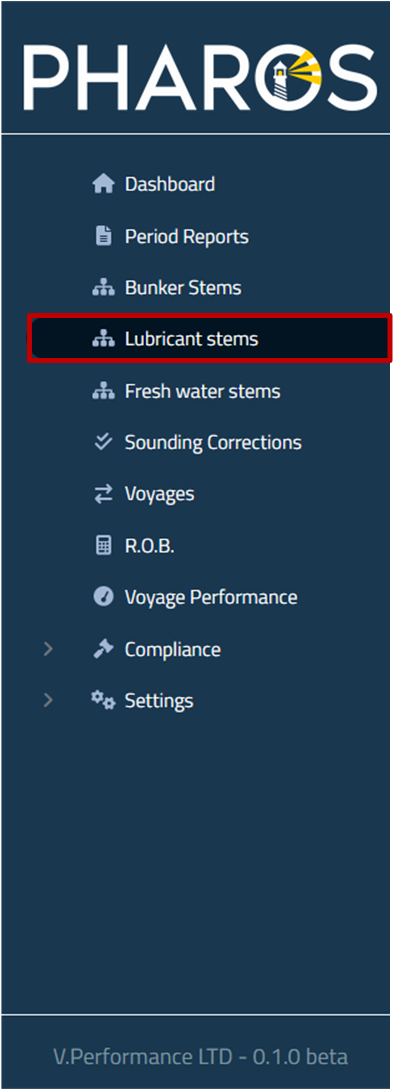 PHAROS
Dashboard
Period Reports
Bunker Stems
Lubricant stems
Fresh water stems
Sounding Corrections
Voyages
R.O.B.
Voyage Performance
Compliance
Settings
V.Performance LTD - 0.1.0 beta